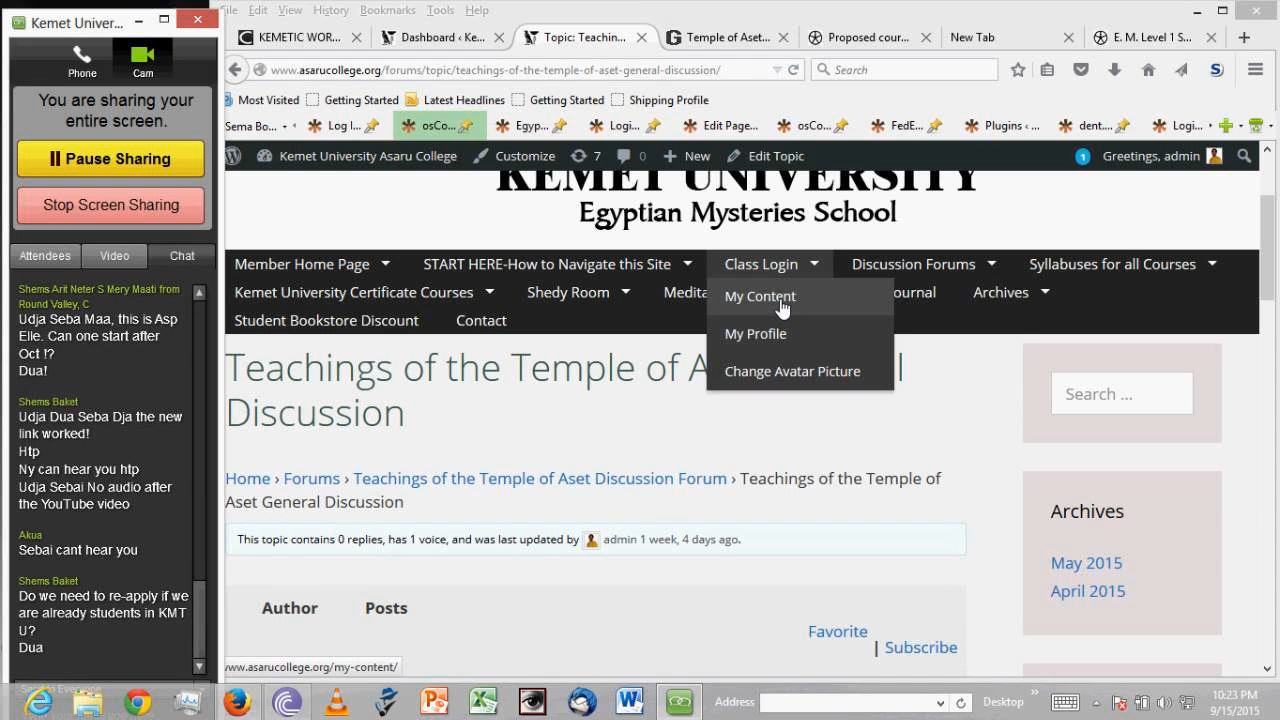 Kemet Univer...
Phone
Cam
You are sharing your
entire screen.
Pause Sharing
Stop Screen Sharing
Attendees Video Chat
Shems Arit Neter S Mery Maati from
Round Valley, C
Udja Seba Maa, this is Asp
Elle. Can one start after
Oct !?
Dua!
Shems Baket
Udja Dua Seba Dja the new
link worked!
Htp
Ny can hear you htp
Udja Sebai No audio after
the YouTube video
Akua
Sebai cant hear you
Shems Baket
Do we need to re-apply if we
are already students in KMT
U?
Dua
File Edit View History Bookmarks Tools Help
KEMETIC WOR... Dashboard ‹ Ke... Topic: Teachin... Temple of Aset... Proposed cour... New Tab E. M. Level 1 S...
www.asarucollege.org/forums/topic/teachings-of-the-temple-of-aset-general-discussion/
Search
Most Visited Getting Started Latest Headlines Getting Started Shipping Profile
Sema Bo... Log I... osCo... Egyp... Logi... Edit Page... osCo... FedE... Plugins ‹... dent... Logi...
Kemet University Asaru College Customize 7 0 New Edit Topic 1 Greetings, admin
KEMET UNIVERSITY
Egyptian Mysteries School
Member Home Page START HERE-How to Navigate this Site Class Login Discussion Forums Syllabuses for all Courses
Kemet University Certificate Courses Shedy Room Medita ournal Archives
Student Bookstore Discount Contact
My Content
My Profile
Change Avatar Picture
Teachings of the Temple of A l
Discussion
Home › Forums › Teachings of the Temple of Aset Discussion Forum › Teachings of the Temple of
Aset General Discussion
This topic contains 0 replies, has 1 voice, and was last updated by admin 1 week, 4 days ago.
Author Posts
Favorite
| Subscribe
Search ...
Archives
May 2015
April 2015
www.asarucollege.org/my-content/
Address
Desktop
10:23 PM
9/15/2015